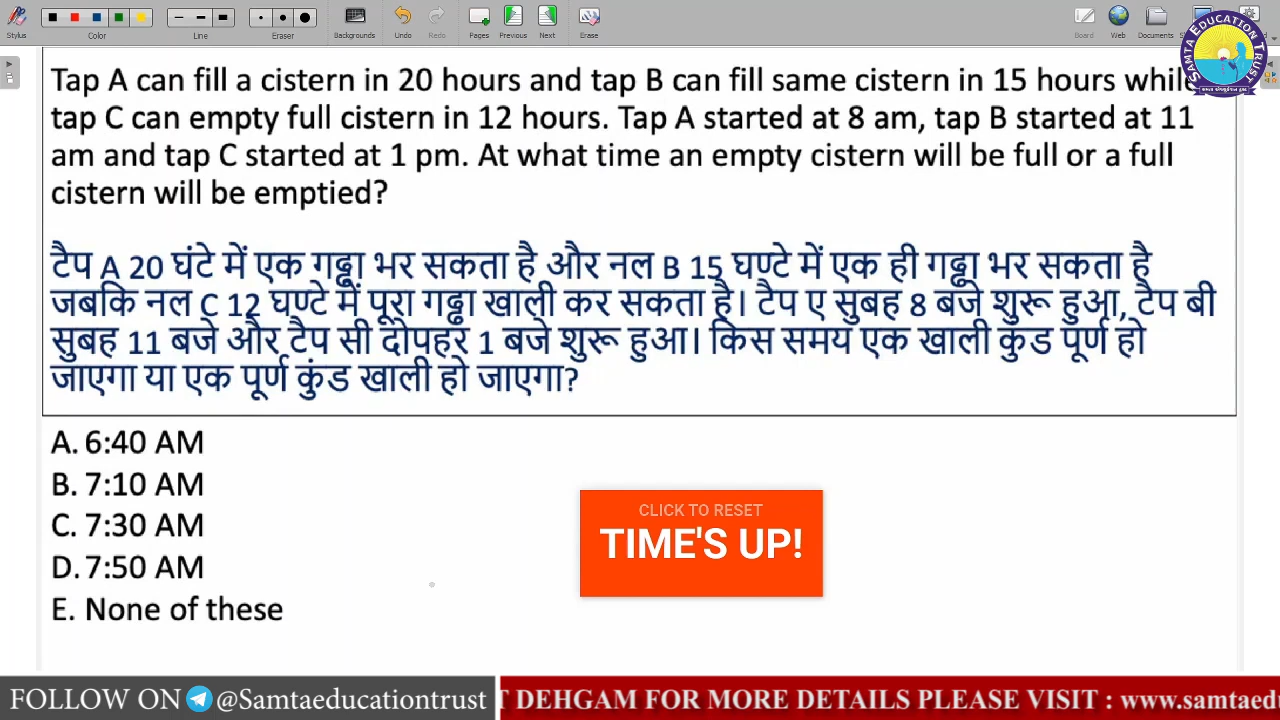 Stylus
Color
Line
Eraser
Backgrounds
Undo
Redo
Pages
Previous
Next
Erase
Board
Web
Documents
SAMTA EDUCATION TRUST
Tap A can fill a cistern in 20 hours and tap B can fill same cistern in 15 hours while
tap C can empty full cistern in 12 hours. Tap A started at 8 am, tap B started at 11
am and tap C started at 1 pm. At what time an empty cistern will be full or a full
cistern will be emptied?
टैप A 20 घंटे में एक गढ्ढा भर सकता है और नल B 15 घण्टे में एक ही गढ्ढा भर सकता है
जबकि नल C 12 घण्टे में पूरा गढ्ढा खाली कर सकता है। टैप ए सुबह 8 बजे शुरू हुआ, टैप बी
सुबह 11 बजे और टैप सी दोपहर 1 बजे शुरू हुआ। किस समय एक खाली कुंड पूर्ण हो
जाएगा या एक पूर्ण कुंड खाली हो जाएगा?
A. 6:40 AM
B. 7:10 AM
C. 7:30 AM
D. 7:50 AM
E. None of these
CLICK TO RESET
TIME'S UP!
FOLLOW ON @Samtaeducationtrust
T DEHGAM FOR MORE DETAILS PLEASE VISIT : www.samtaed